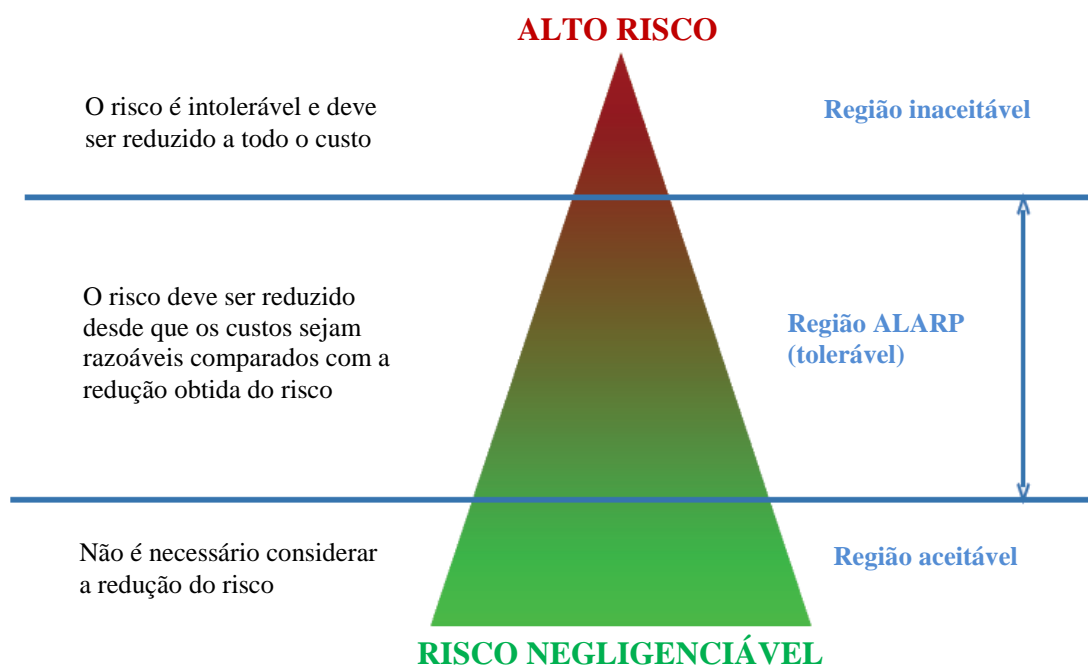 ALTO RISCO
O risco é intolerável e deve
ser reduzido a todo o custo
Região inaceitável
O risco deve ser reduzido
desde que os custos sejam
razoáveis comparados com a
redução obtida do risco
Região ALARP
(tolerável)
Não é necessário considerar
a redução do risco
Região aceitável
RISCO NEGLIGENCIÁVEL